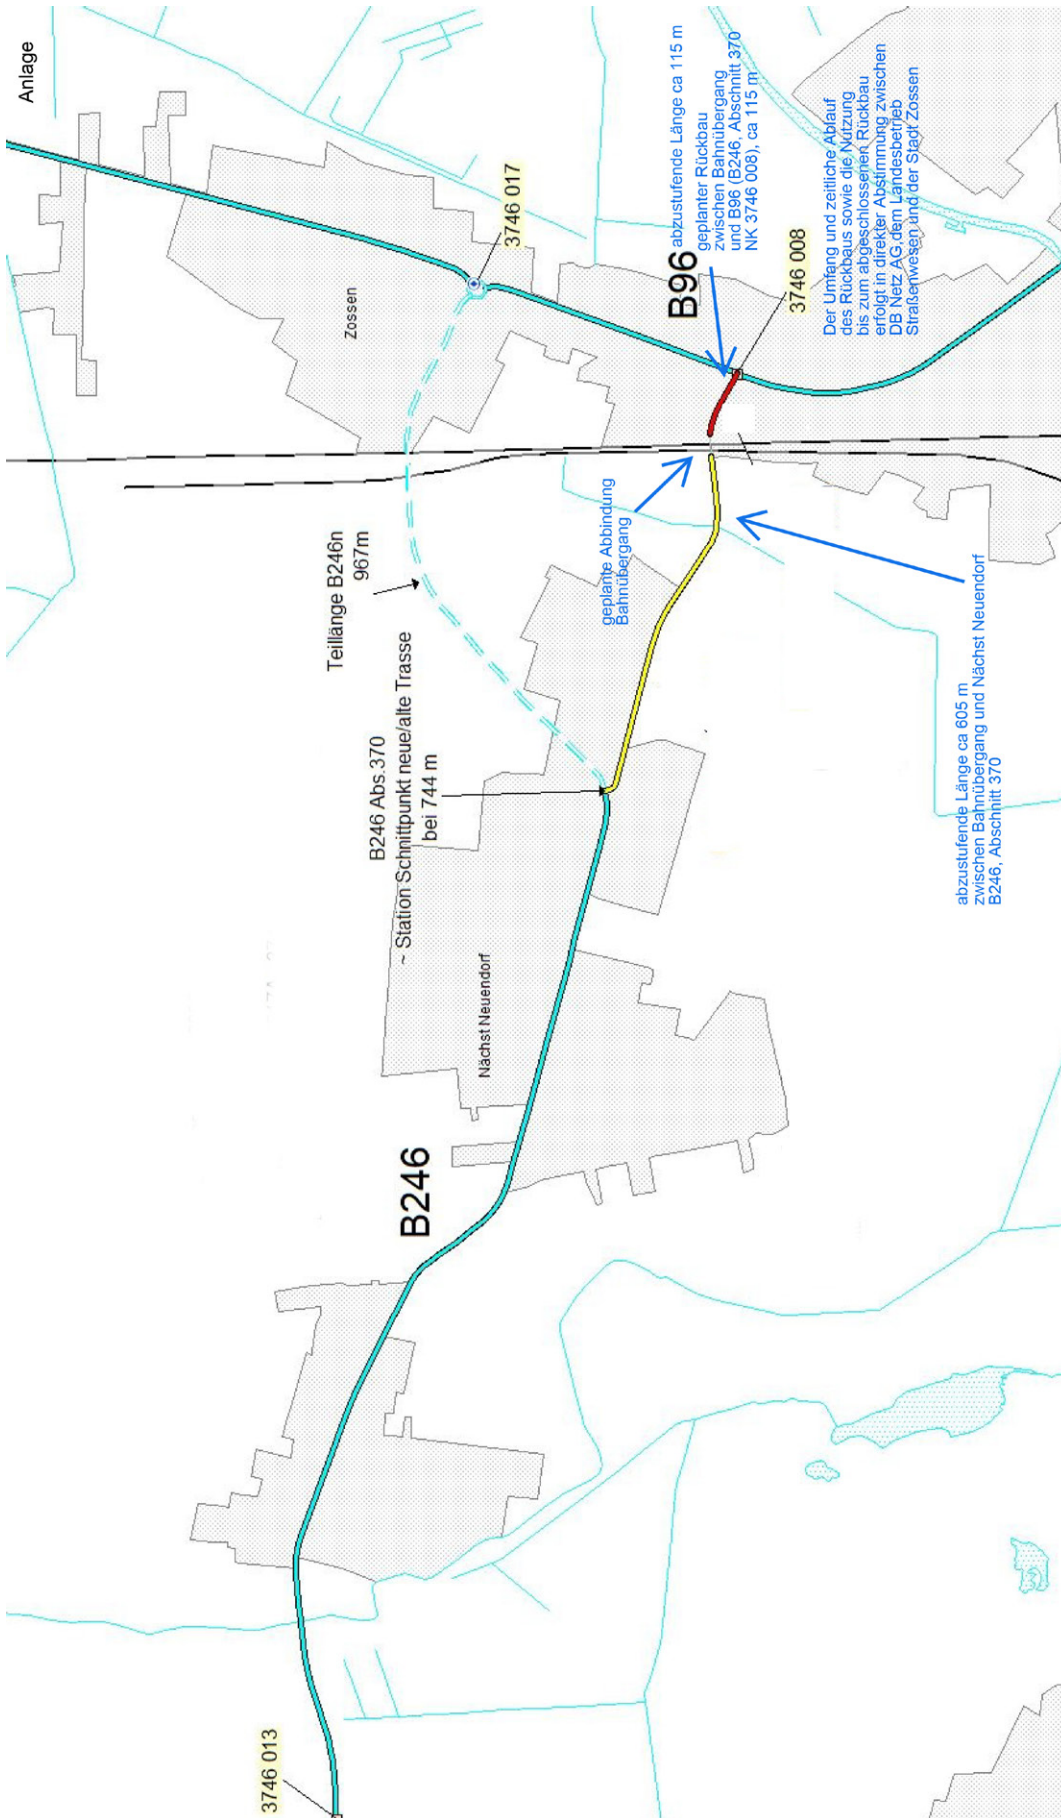 Anlage
3746 017
Zossen
B96
abzustufende Länge ca 115 m
geplanter Rückbau
zwischen Bahnübergang
und B96 (B246, Abschnitt 370
NK 3746 008), ca 115 m
3746 008
Der Umfang und zeitliche Ablauf
des Rückbaus sowie die Nutzung
bis zum abgeschlossenen Rückbau
erfolgt in direkter Abstimmung zwischen
DB Netz AG,dem Landesbetrieb
Straßenwesen und der Stadt Zossen
Teillänge B246n
967m
geplante Abbindung
Bahnübergang
B246 Abs.370
~ Station Schnittpunkt neue/alte Trasse
bei 744 m
abzustufende Länge ca 605 m
zwischen Bahnübergang und Nächst Neuendorf
B246, Abschnitt 370
Nächst Neuendorf
B246
3746 013